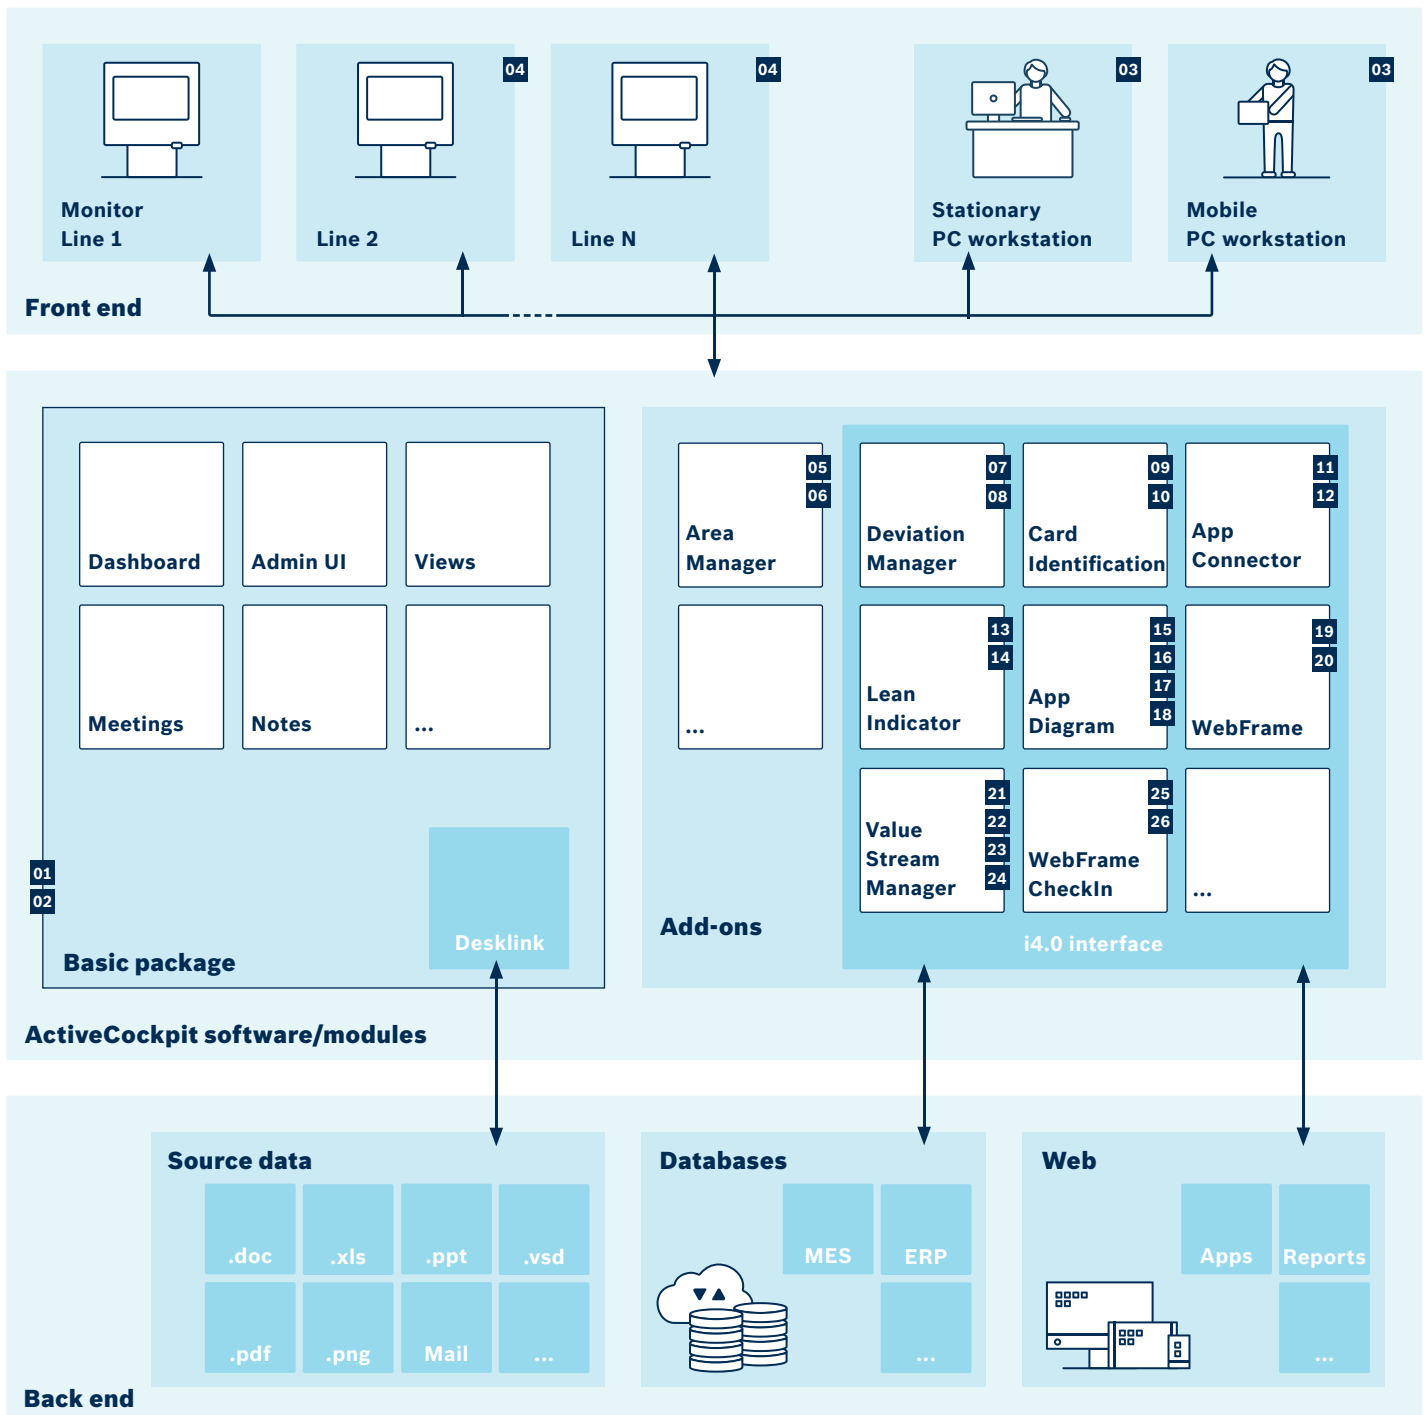 04
04
03
03
Monitor
Line 1
Line 2
Line N
Stationary
PC workstation
Mobile
PC workstation
Front end
Dashboard
Admin UI
Views
Meetings
Notes
...
01
02
Desklink
Basic package
05
06
Area
Manager
07
08
Deviation
Manager
09
10
Card
Identification
11
12
App
Connector
...
13
14
Lean
Indicator
15
16
17
18
App
Diagram
19
20
WebFrame
21
22
23
24
Value
Stream
Manager
25
26
WebFrame
CheckIn
...
Add-ons
i4.0 interface
ActiveCockpit software/modules
Source data
.doc
.xls
.ppt
.vsd
.pdf
.png
Mail
...
Databases
MES
ERP
...
Web
Apps
Reports
...
Back end